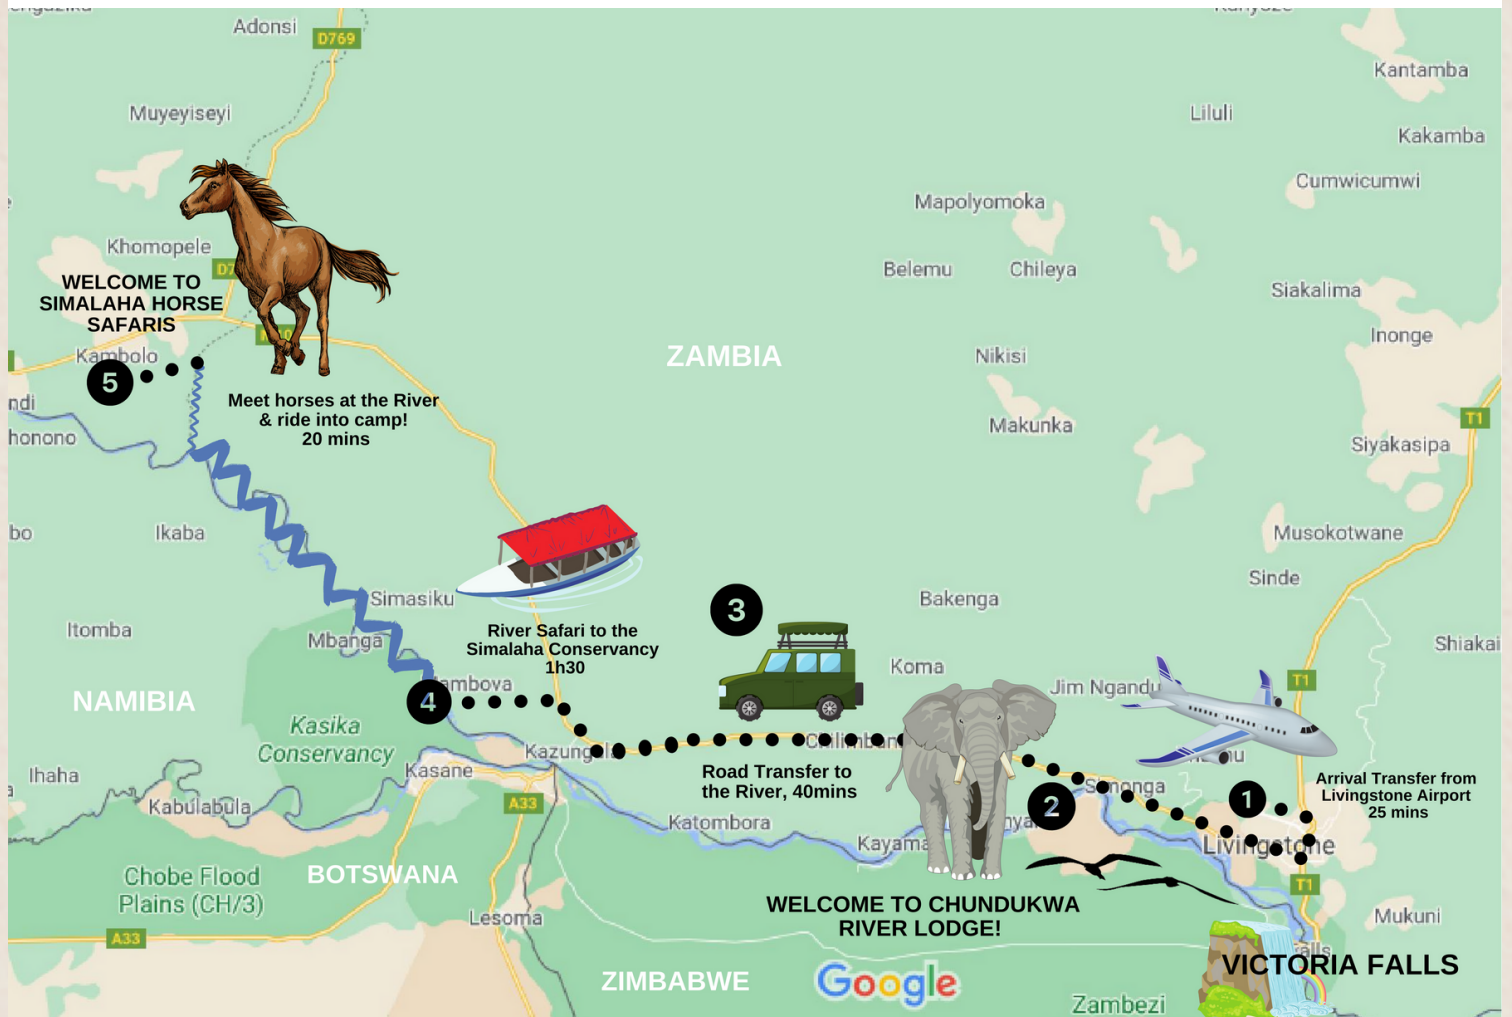 Adonsi
D769
Kantamba
Muyeyiseyi
Liluli
Kakamba
Cumwicumwi
Mapolyomoka
Khomopele
Belemu
Chileya
WELCOME TO
SIMALAHA HORSE
SAFARIS
Siakalima
Inonge
Kambolo
ZAMBIA
Nikisi
5
Meet horses at the River
& ride into camp!
20 mins
ndi
honono
Makunka
T1
Siyakasipa
bo
Ikaba
Musokotwane
Sinde
Simasiku
3
Bakenga
Itomba
Mbanga
River Safari to the
Simalaha Conservancy
1h30
Shiakai
Koma
T1
NAMIBIA
4
Jim Ngandu
Kasika
Conservancy
Kazungula
Ihaha
Kasane
Road Transfer to
the River, 40mins
Arrival Transfer from
Livingstone Airport
25 mins
Simonga
1
2
Kabulabula
A33
Katombora
Kayama
Livingstone
Chobe Flood
Plains (CH/3)
BOTSWANA
T1
WELCOME TO CHUNDUKWA
RIVER LODGE!
Lesoma
Mukuni
A33
VICTORIA FALLS
ZIMBABWE
Google
Zambezi